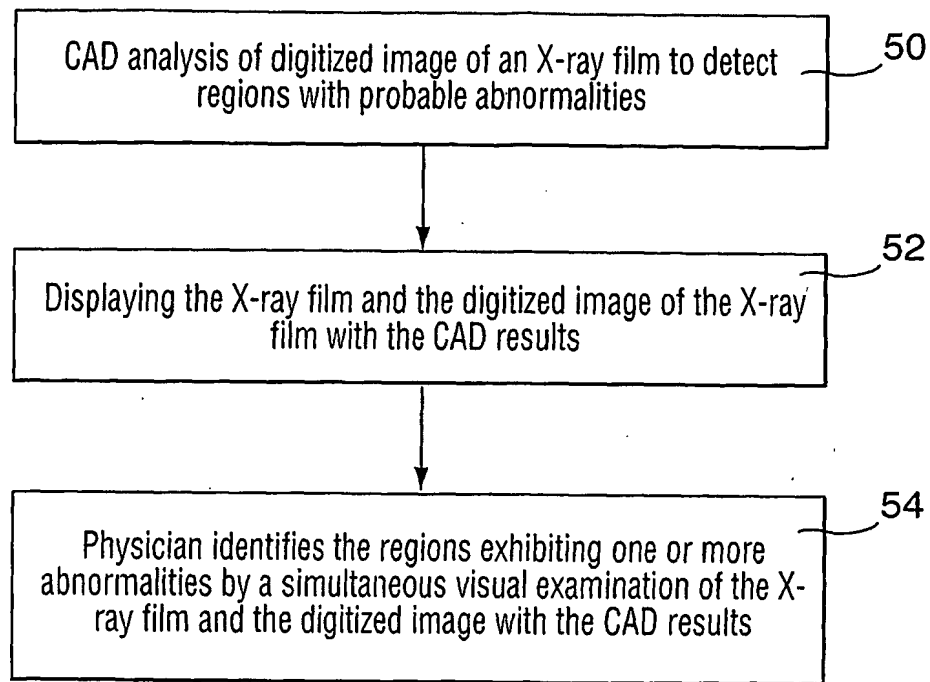 CAD analysis of digitized image of an X-ray film to detect
regions with probable abnormalities
50
Displaying the X-ray film and the digitized image of the X-ray
film with the CAD results
52
Physician identifies the regions exhibiting one or more
abnormalities by a simultaneous visual examination of the X-
ray film and the digitized image with the CAD results
54